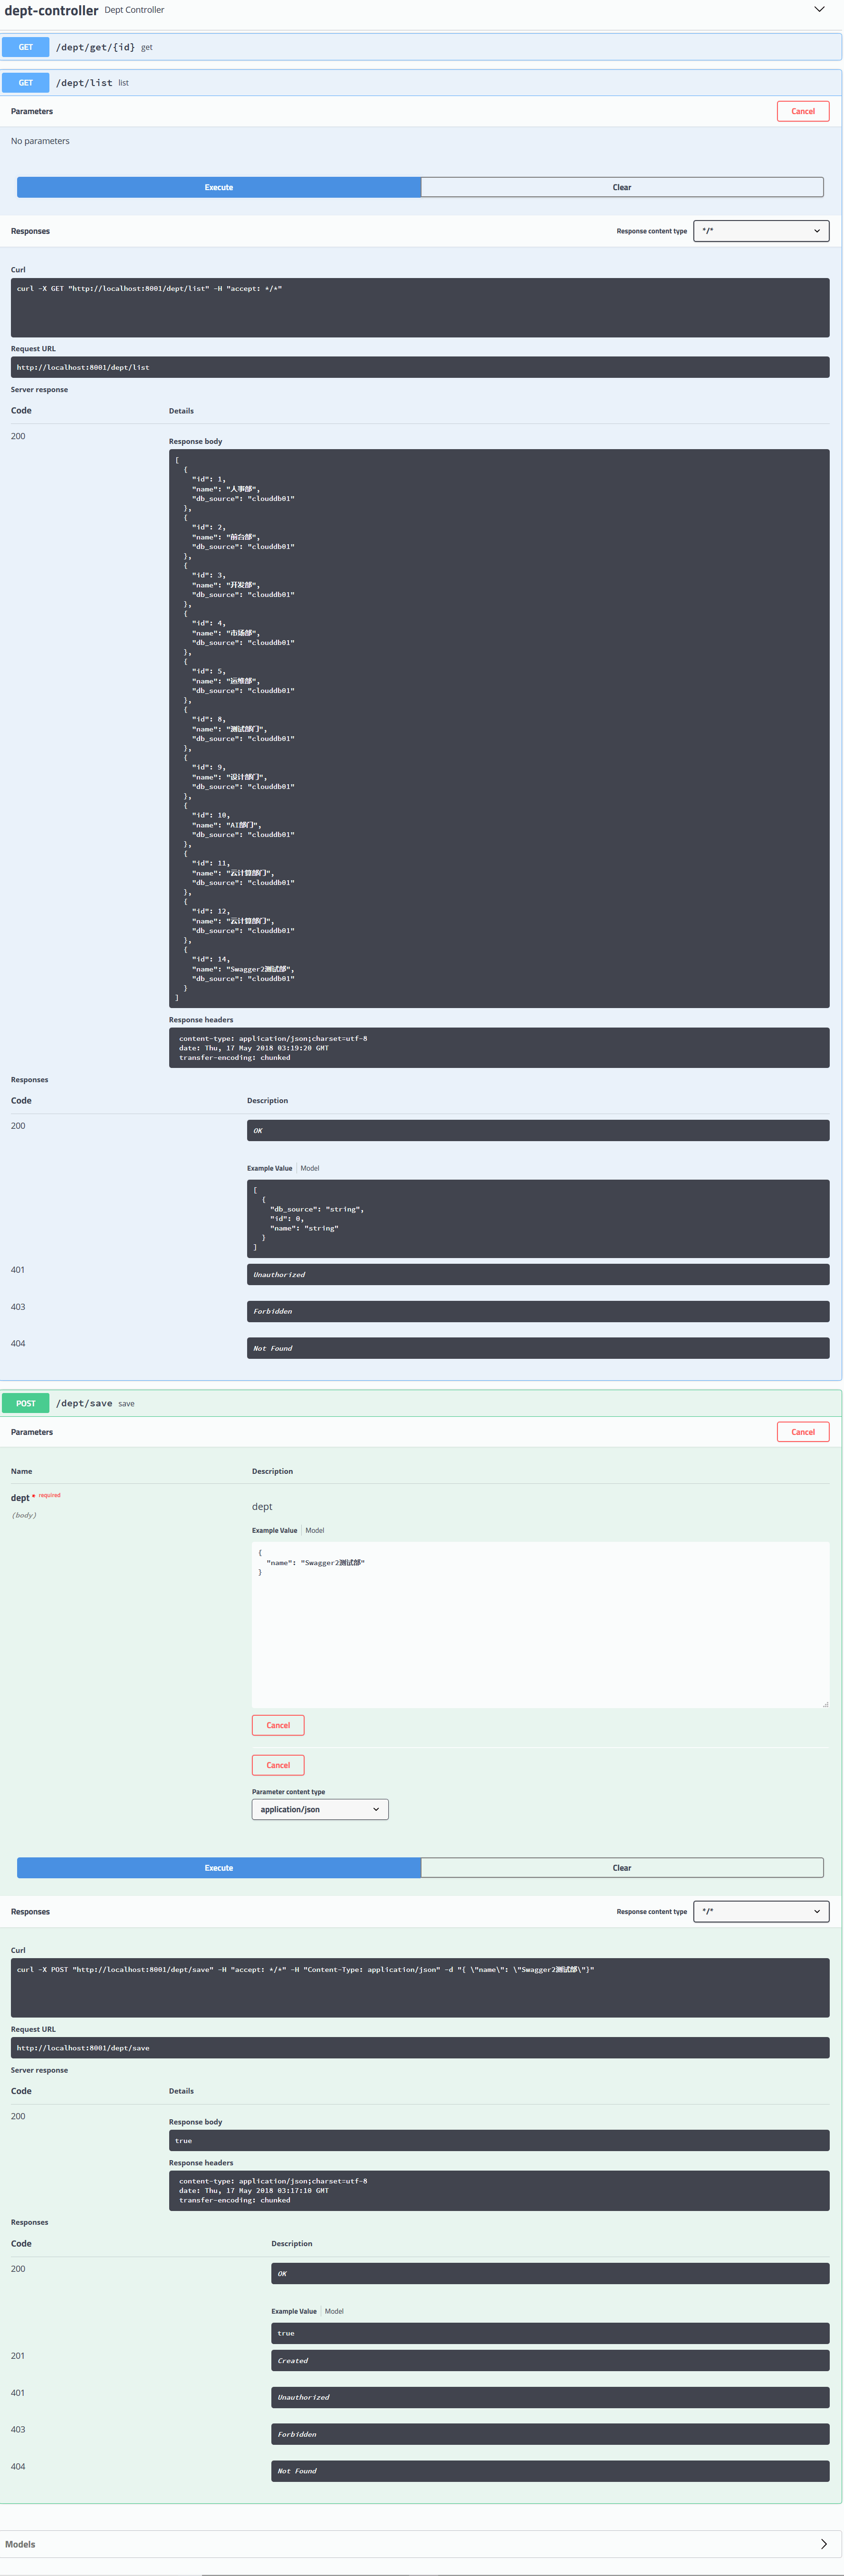 dept-controller Dept Controller
GET /dept/get/{id} get
GET /dept/list list
Parameters Cancel
No parameters
Execute Clear
Responses Response content type */*
Curl
curl -X GET "http://localhost:8001/dept/list" -H "accept: */*"
Request URL
http://localhost:8001/dept/list
Server response
Code Details
200
Response body
[
{
"id": 1,
"name": "人事部",
"db_source": "clouddb01"
},
{
"id": 2,
"name": "前台部",
"db_source": "clouddb01"
},
{
"id": 3,
"name": "开发部",
"db_source": "clouddb01"
},
{
"id": 4,
"name": "市场部",
"db_source": "clouddb01"
},
{
"id": 5,
"name": "运维部",
"db_source": "clouddb01"
},
{
"id": 8,
"name": "测试部门",
"db_source": "clouddb01"
},
{
"id": 9,
"name": "设计部门",
"db_source": "clouddb01"
},
{
"id": 10,
"name": "AI部门",
"db_source": "clouddb01"
},
{
"id": 11,
"name": "云计算部门",
"db_source": "clouddb01"
},
{
"id": 12,
"name": "云计算部门",
"db_source": "clouddb01"
},
{
"id": 14,
"name": "Swagger2测试部",
"db_source": "clouddb01"
}
]
Response headers
content-type: application/json;charset=utf-8
date: Thu, 17 May 2018 03:19:20 GMT
transfer-encoding: chunked
Responses
Code Description
200 OK
Example Value Model
[
{
"db_source": "string",
"id": 0,
"name": "string"
}
]
401 Unauthorized
403 Forbidden
404 Not Found
POST /dept/save save
Parameters Cancel
Name Description
dept * required
(body)
dept
Example Value Model
{
"name": "Swagger2测试部"
}
Cancel
Cancel
Parameter content type
application/json
Execute Clear
Responses Response content type */*
Curl
curl -X POST "http://localhost:8001/dept/save" -H "accept: */*" -H "Content-Type: application/json" -d "{ \"name\": \"Swagger2测试部\"}"
Request URL
http://localhost:8001/dept/save
Server response
Code Details
200
Response body
true
Response headers
content-type: application/json;charset=utf-8
date: Thu, 17 May 2018 03:17:10 GMT
transfer-encoding: chunked
Responses
Code Description
200 OK
Example Value Model
true
201 Created
401 Unauthorized
403 Forbidden
404 Not Found
Models